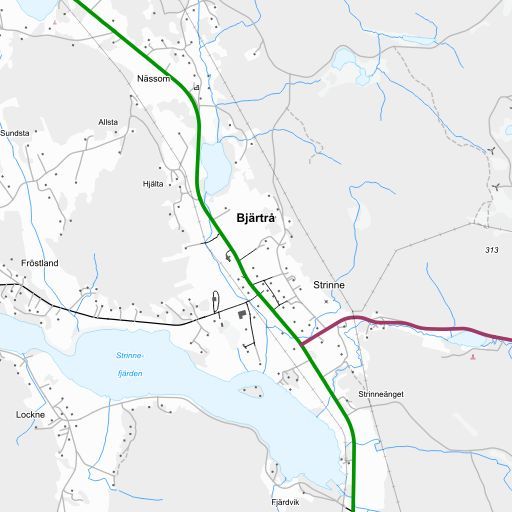 Nässom
Allsta
Sundsta
Hjälta
Bjärtrå
313
Fröstland
Strinne
Strinne-
fjärden
Strinneänget
Lockne
Fjärdvik